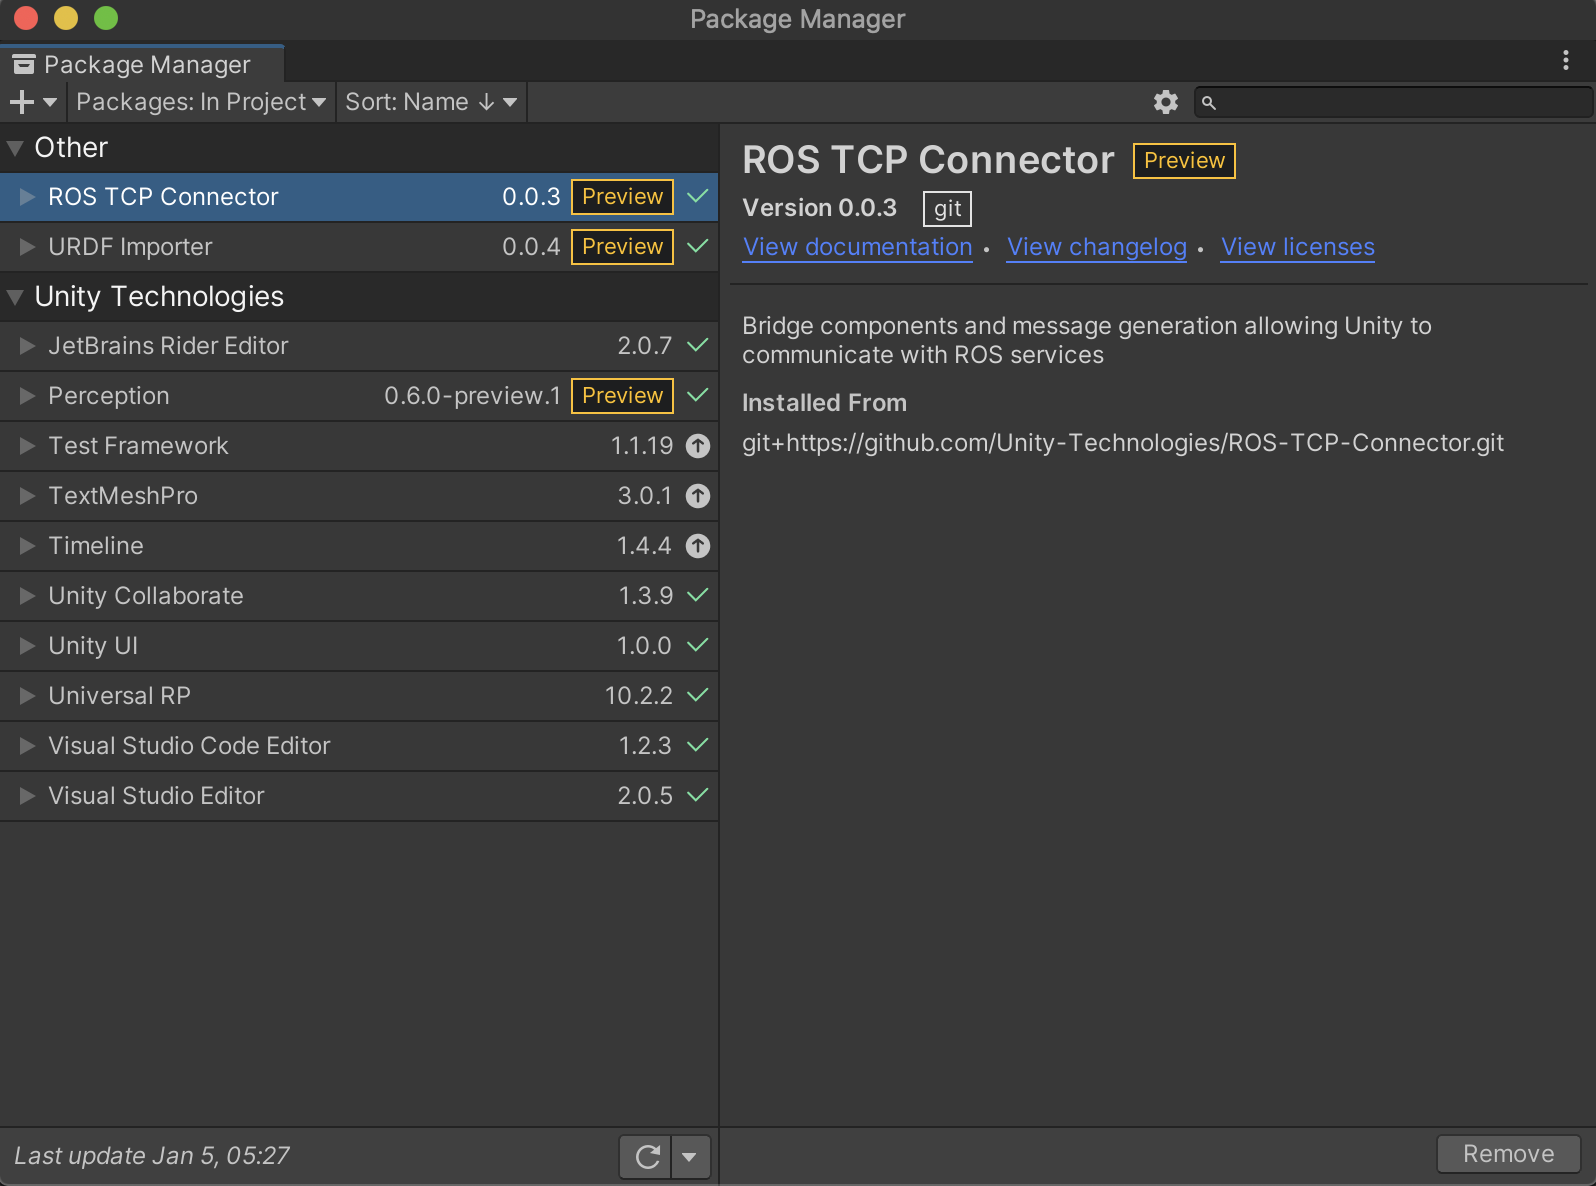 Package Manager
Package Manager
Packages: In Project
Sort: Name ↓
Other
ROS TCP Connector 0.0.3 Preview
URDF Importer 0.0.4 Preview
Unity Technologies
JetBrains Rider Editor 2.0.7
Perception 0.6.0-preview.1 Preview
Test Framework 1.1.19
TextMeshPro 3.0.1
Timeline 1.4.4
Unity Collaborate 1.3.9
Unity UI 1.0.0
Universal RP 10.2.2
Visual Studio Code Editor 1.2.3
Visual Studio Editor 2.0.5
Last update Jan 5, 05:27
ROS TCP Connector Preview
Version 0.0.3 git
View documentation • View changelog • View licenses
Bridge components and message generation allowing Unity to
communicate with ROS services
Installed From
git+https://github.com/Unity-Technologies/ROS-TCP-Connector.git
Remove